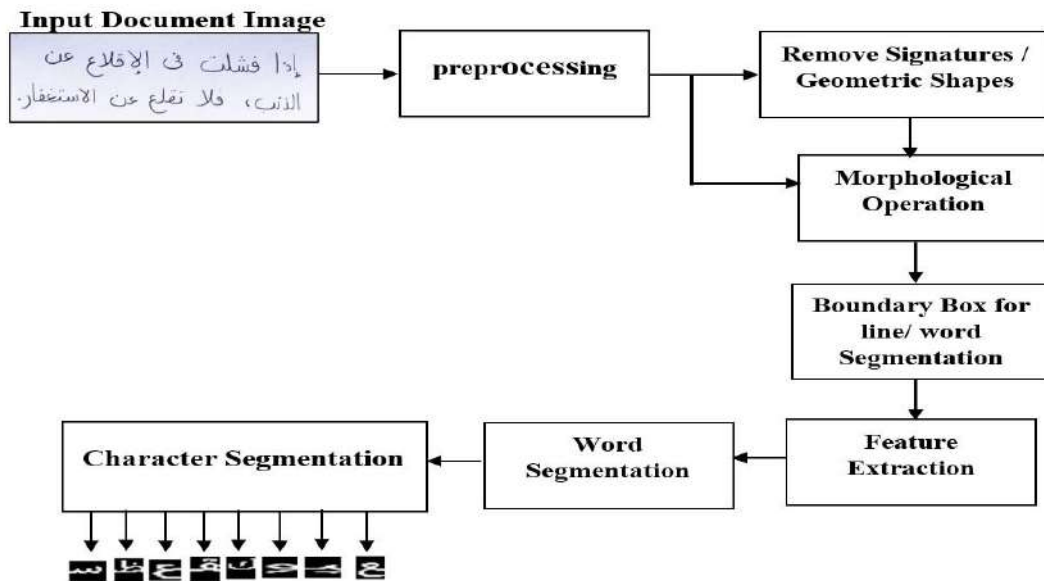 Input Document Image
إذا فشلت في الإقلاع عن
الذنب، فلا تقلع عن الاستغفار.
preprocessing
Remove Signatures /
Geometric Shapes
Morphological
Operation
Boundary Box for
line/ word
Segmentation
Feature
Extraction
Word
Segmentation
Character Segmentation